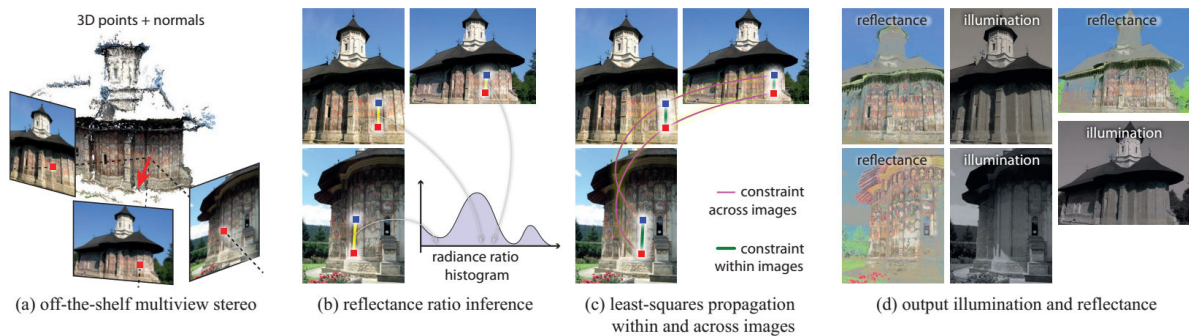 3D points + normals
(a) off-the-shelf multiview stereo
radiance ratio
histogram
(b) reflectance ratio inference
constraint
across images
constraint
within images
(c) least-squares propagation
within and across images
reflectance
illumination
reflectance
illumination
reflectance
illumination
(d) output illumination and reflectance